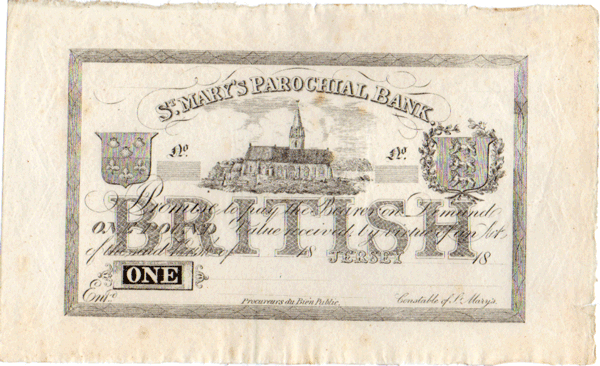 ST. MARY'S PAROCHIAL BANK
No. No.
I Promise to pay the Bearer on Demand
ONE POUND Value received by virtue of an Act
BRITISH
of the 18 JERSEY 18
ONE
Entd.
Procureurs du Bien Public. Constable of St. Mary's.